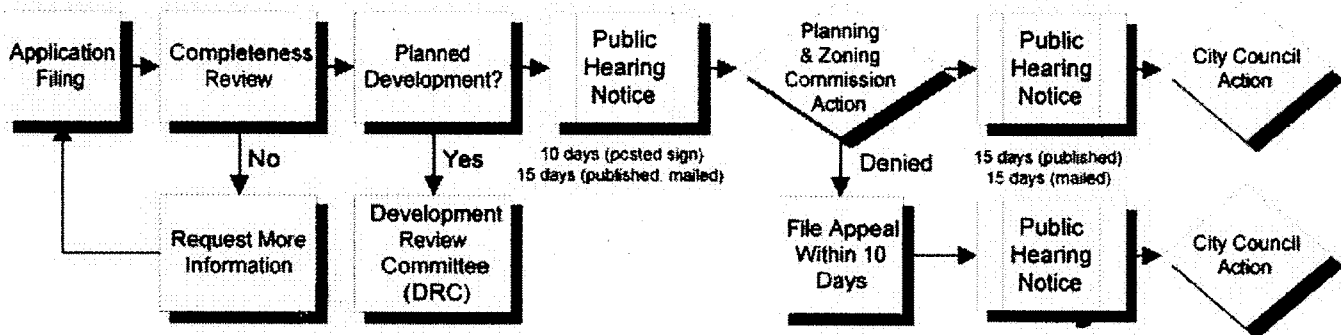 Application
Filing
Completeness
Review
Planned
Development?
Public
Hearing
Notice
Planning
& Zoning
Commission
Action
Public
Hearing
Notice
City Council
Action
No
Yes
10 days (posted sign)
15 days (published, mailed)
Denied
15 days (published)
15 days (mailed)
Request More
Information
Development
Review
Committee
(DRC)
File Appeal
Within 10
Days
Public
Hearing
Notice
City Council
Action